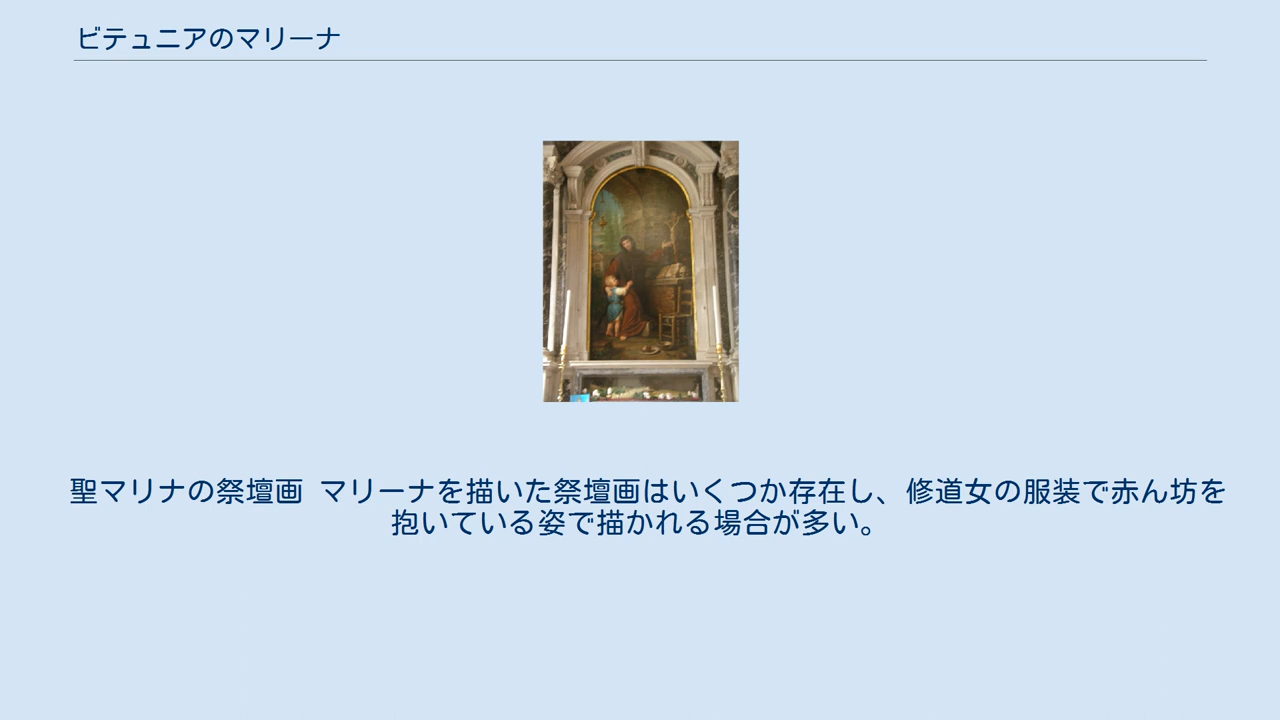 ビテュニアのマリーナ
聖マリナの祭壇画 マリーナを描いた祭壇画はいくつか存在し、修道女の服装で赤ん坊を
抱いている姿で描かれる場合が多い。